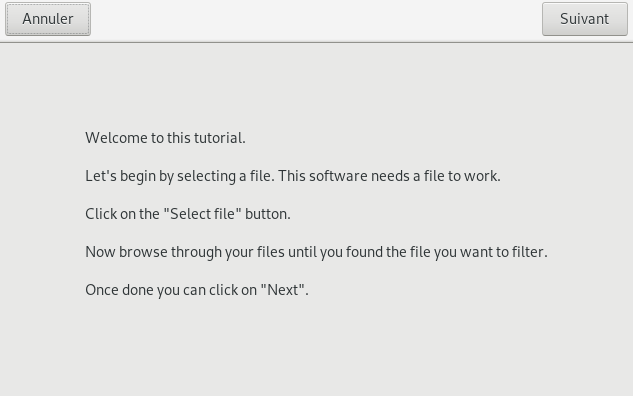 Annuler
Suivant
Welcome to this tutorial.
Let's begin by selecting a file. This software needs a file to work.
Click on the "Select file" button.
Now browse through your files until you found the file you want to filter.
Once done you can click on "Next".